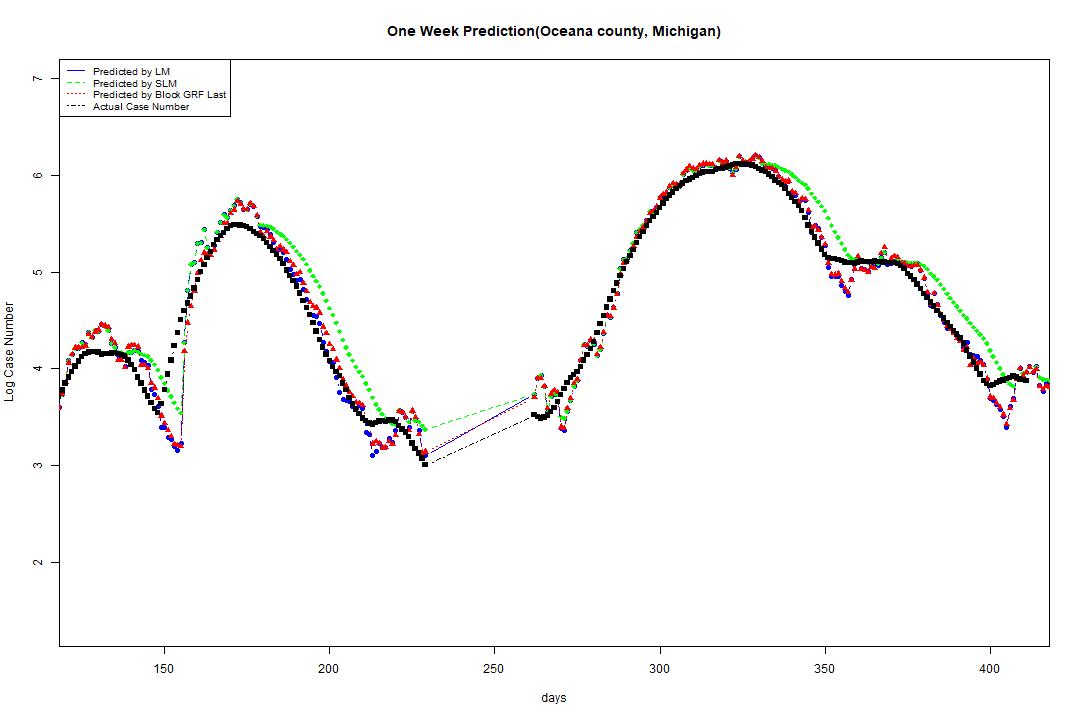 One Week Prediction(Oceana county, Michigan)
Predicted by LM
Predicted by SLM
Predicted by Block GRF Last
Actual Case Number
7
6
5
4
3
2
Log Case Number
150 200 250 300 350 400
days